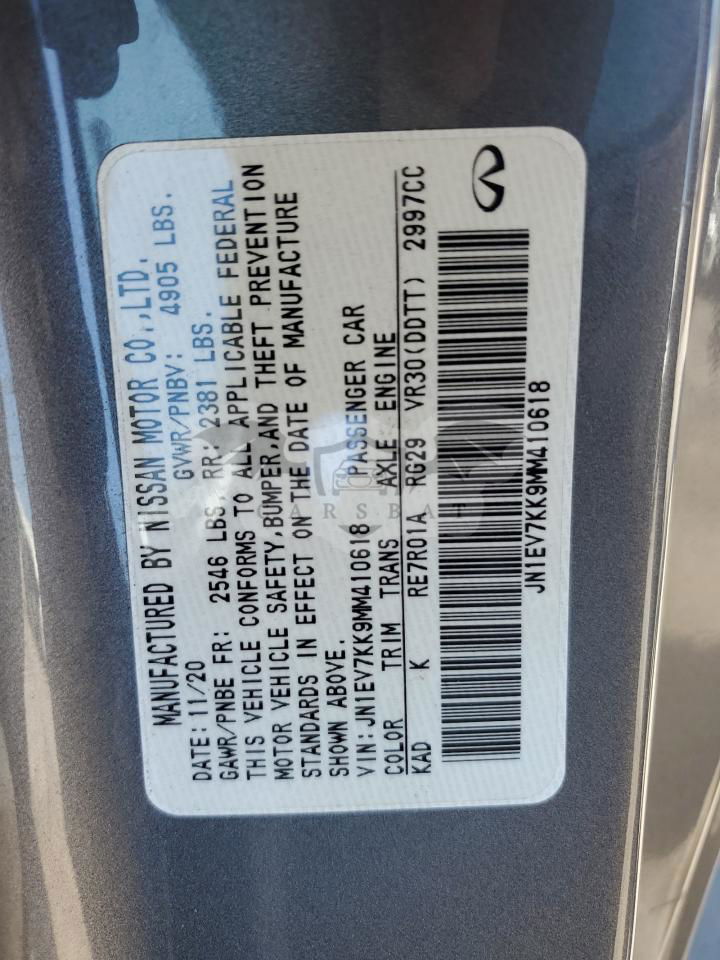 MANUFACTURED BY NISSAN MOTOR CO.,LTD.
DATE: 11/20 GVWR/PNBV: 4905 LBS.
GAWR/PNBE FR: 2546 LBS. RR: 2381 LBS.
THIS VEHICLE CONFORMS TO ALL APPLICABLE FEDERAL
MOTOR VEHICLE SAFETY,BUMPER,AND THEFT PREVENTION
STANDARDS IN EFFECT ON THE DATE OF MANUFACTURE
SHOWN ABOVE.
VIN: JN1EV7KK9MM410618 PASSENGER CAR
COLOR TRIM TRANS AXLE ENGINE
KAD K RE7R01A RG29 VR30(DDTT) 2997CC
JN1EV7KK9MM410618
CARSBAT